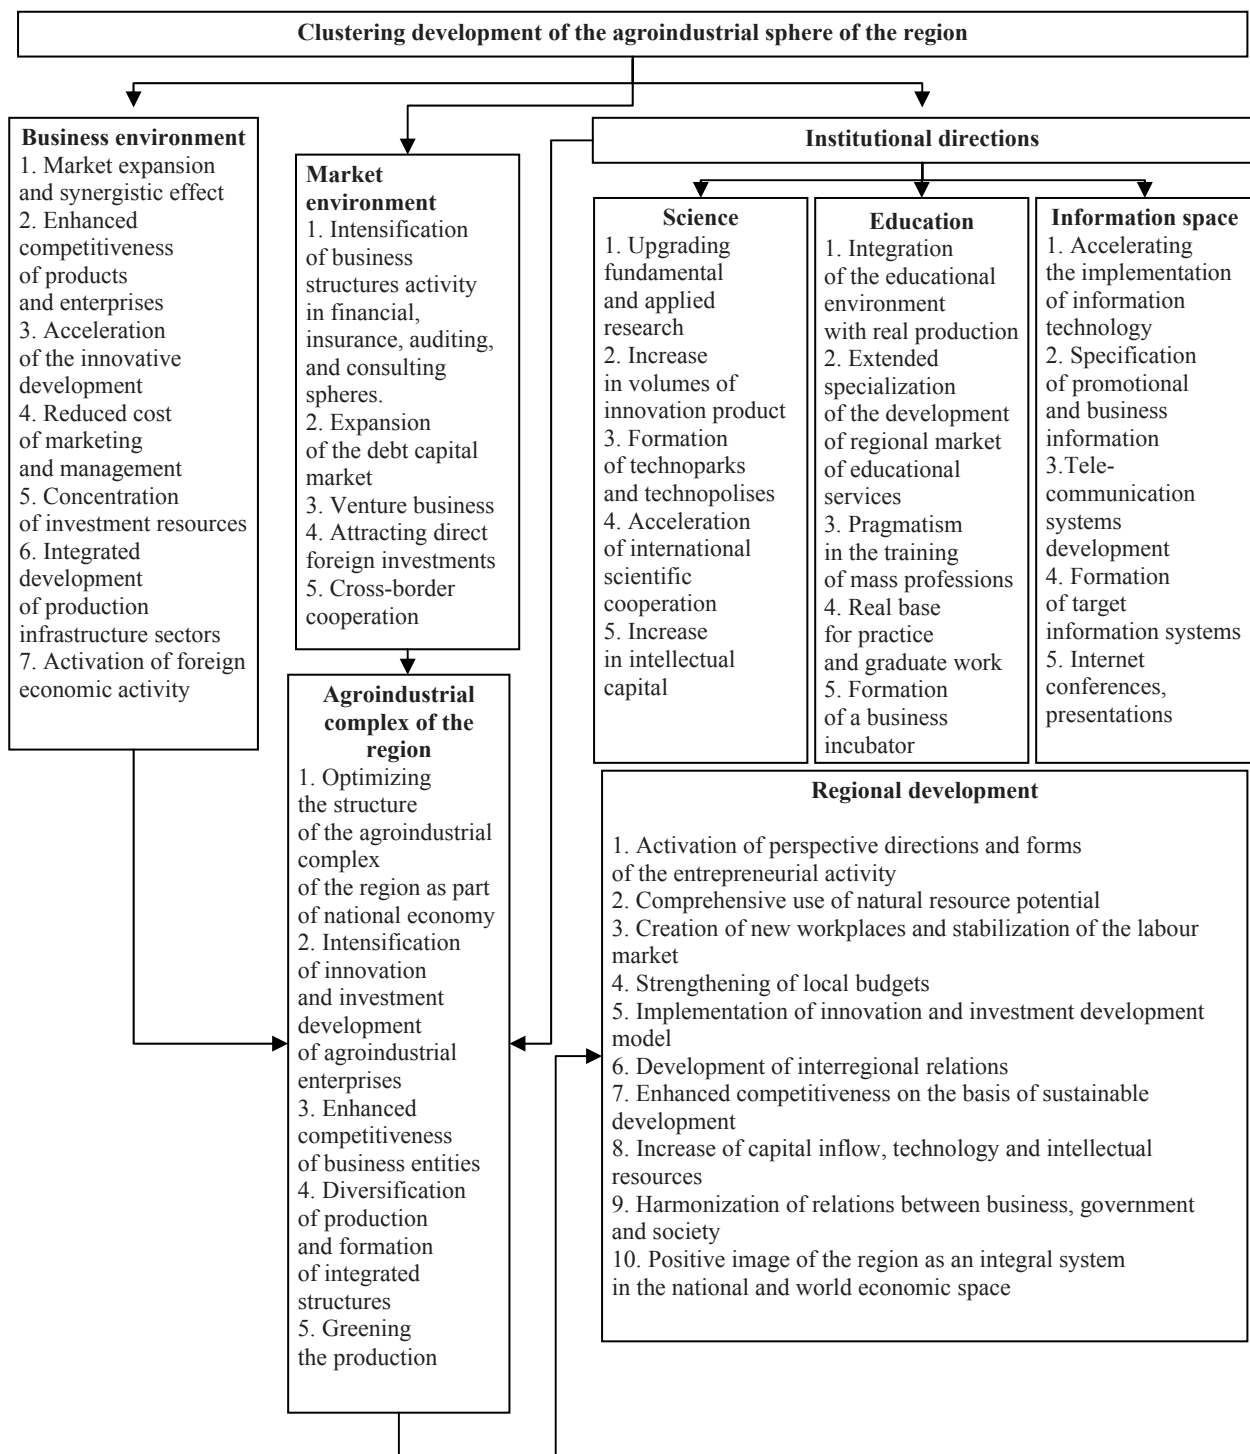 Clustering development of the agroindustrial sphere of the region
Business environment
1. Market expansion
and synergistic effect
2. Enhanced
competitiveness
of products
and enterprises
3. Acceleration
of the innovative
development
4. Reduced cost
of marketing
and management
5. Concentration
of investment resources
6. Integrated
development
of production
infrastructure sectors
7. Activation of foreign
economic activity
Market
environment
1. Intensification
of business
structures activity
in financial,
insurance, auditing,
and consulting
spheres.
2. Expansion
of the debt capital
market
3. Venture business
4. Attracting direct
foreign investments
5. Cross-border
cooperation
Institutional directions
Science
1. Upgrading
fundamental
and applied
research
2. Increase
in volumes of
innovation product
3. Formation
of technoparks
and technopolises
4. Acceleration
of international
scientific
cooperation
5. Increase
in intellectual
capital
Education
1. Integration
of the educational
environment
with real production
2. Extended
specialization
of the development
of regional market
of educational
services
3. Pragmatism
in the training
of mass professions
4. Real base
for practice
and graduate work
5. Formation
of a business
incubator
Information space
1. Accelerating
the implementation
of information
technology
2. Specification
of promotional
and business
information
3.Tele-
communication
systems
development
4. Formation
of target
information systems
5. Internet
conferences,
presentations
Agroindustrial
complex of the
region
1. Optimizing
the structure
of the agroindustrial
complex
of the region as part
of national economy
2. Intensification
of innovation
and investment
development
of agroindustrial
enterprises
3. Enhanced
competitiveness
of business entities
4. Diversification
of production
and formation
of integrated
structures
5. Greening
the production
Regional development
1. Activation of perspective directions and forms
of the entrepreneurial activity
2. Comprehensive use of natural resource potential
3. Creation of new workplaces and stabilization of the labour
market
4. Strengthening of local budgets
5. Implementation of innovation and investment development
model
6. Development of interregional relations
7. Enhanced competitiveness on the basis of sustainable
development
8. Increase of capital inflow, technology and intellectual
resources
9. Harmonization of relations between business, government
and society
10. Positive image of the region as an integral system
in the national and world economic space